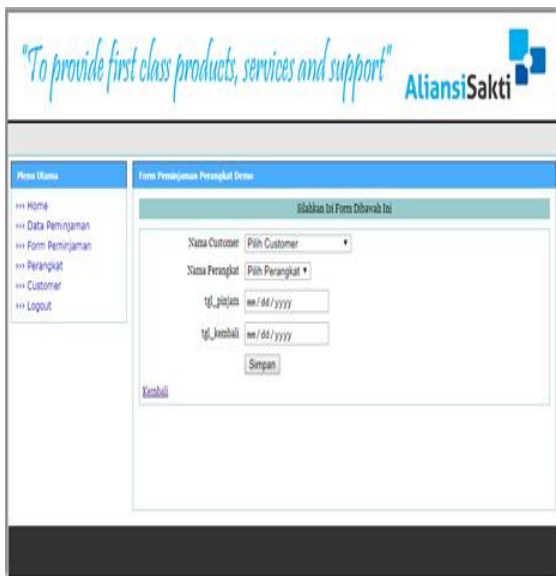 "To provide first class products, services and support"
AliansiSakti
Menu Utama
››› Home
››› Data Peminjaman
››› Form Peminjaman
››› Perangkat
››› Customer
››› Logout
Form Peminjaman Perangkat Demo
Silahkan Isi Form Dibawah Ini
Nama Customer Pilih Customer
Nama Perangkat Pilih Perangkat
tgl_pinjam mm/dd/yyyy
tgl_kembali mm/dd/yyyy
Simpan
Kembali